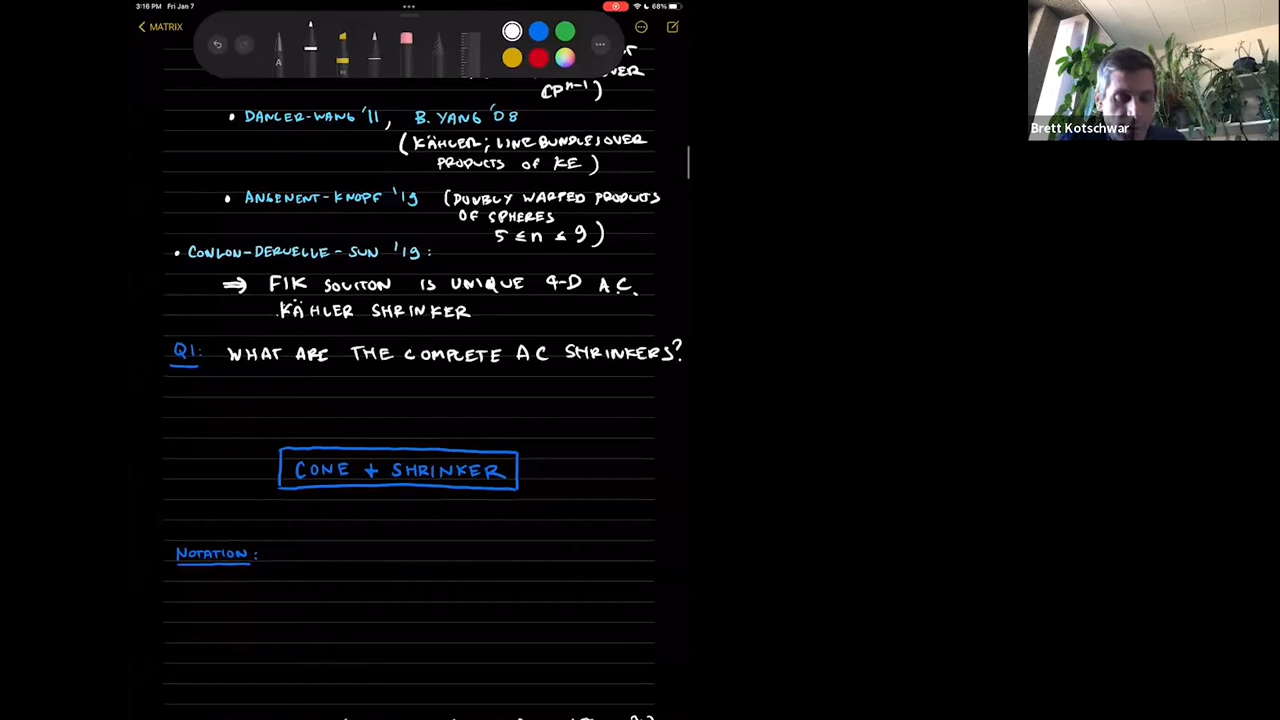 3:16 PM Fri Jan 7
68%
MATRIX
A
OVER
CPⁿ⁻¹)
• DANCER-WANG '11, B. YANG '08
(KÄHLER; LINE BUNDLES OVER
PRODUCTS OF KE)
• ANGENENT-KNOPF '19 (DOUBLY WARPED PRODUCTS
OF SPHERES
5 ≤ n ≤ 9)
• CONLON-DERUELLE-SUN '19:
⇒ FIK SOLITON IS UNIQUE 4-D A.C.
KÄHLER SHRINKER
Q1: WHAT ARE THE COMPLETE AC SHRINKERS?
CONE + SHRINKER
NOTATION:
Brett Kotschwar